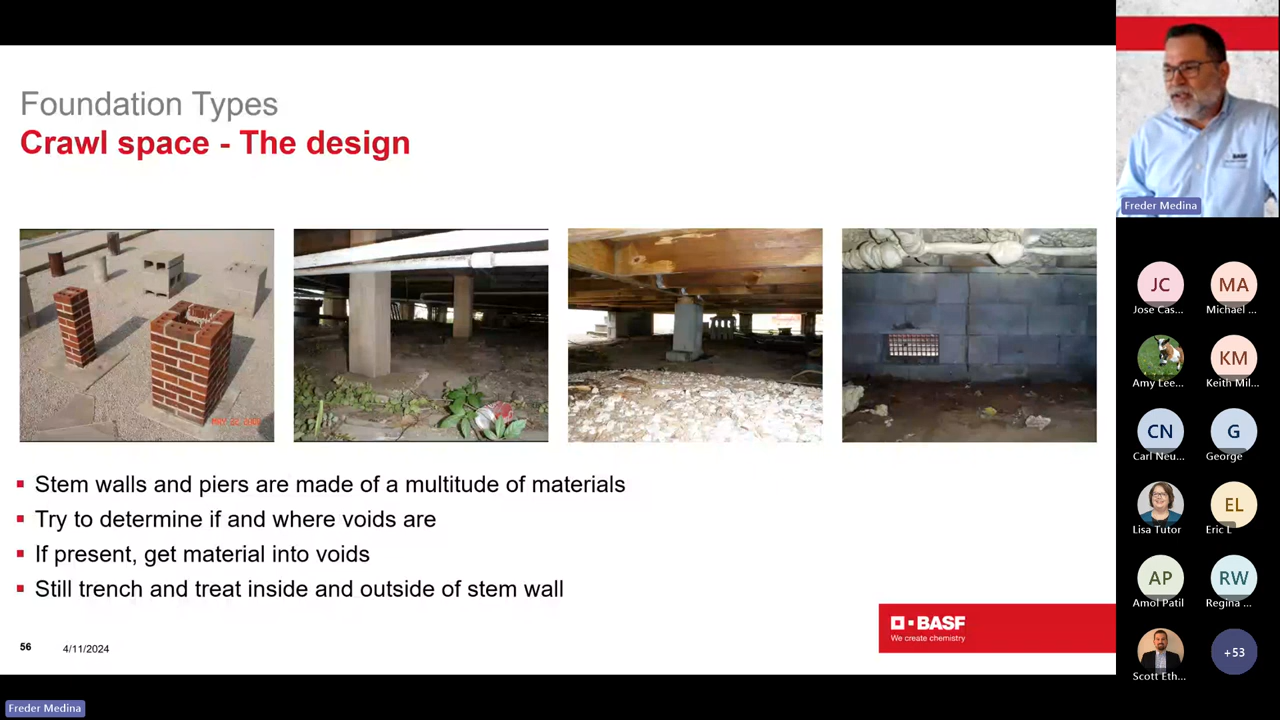 Foundation Types
Crawl space - The design
Stem walls and piers are made of a multitude of materials
Try to determine if and where voids are
If present, get material into voids
Still trench and treat inside and outside of stem wall
56
4/11/2024
BASF
We create chemistry
BASF
Freder Medina
JC
Jose Cas...
MA
Michael ...
Amy Lee...
KM
Keith Mil...
CN
Carl Neu...
G
George
Lisa Tutor
EL
Eric L
AP
Amol Patil
RW
Regina ...
Scott Eth...
+53
Freder Medina